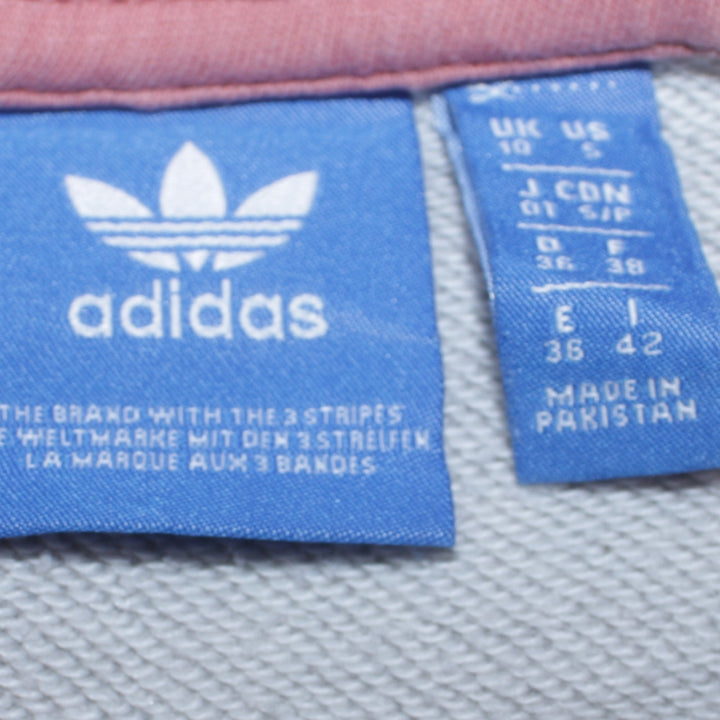 adidas
THE BRAND WITH THE 3 STRIPES
E WELTMARKE MIT DEN 3 STREIFEN
LA MARQUE AUX 3 BANDES
UK US
10 S
J CDN
OT S/P
D F
36 38
E I
36 42
MADE IN
PAKISTAN